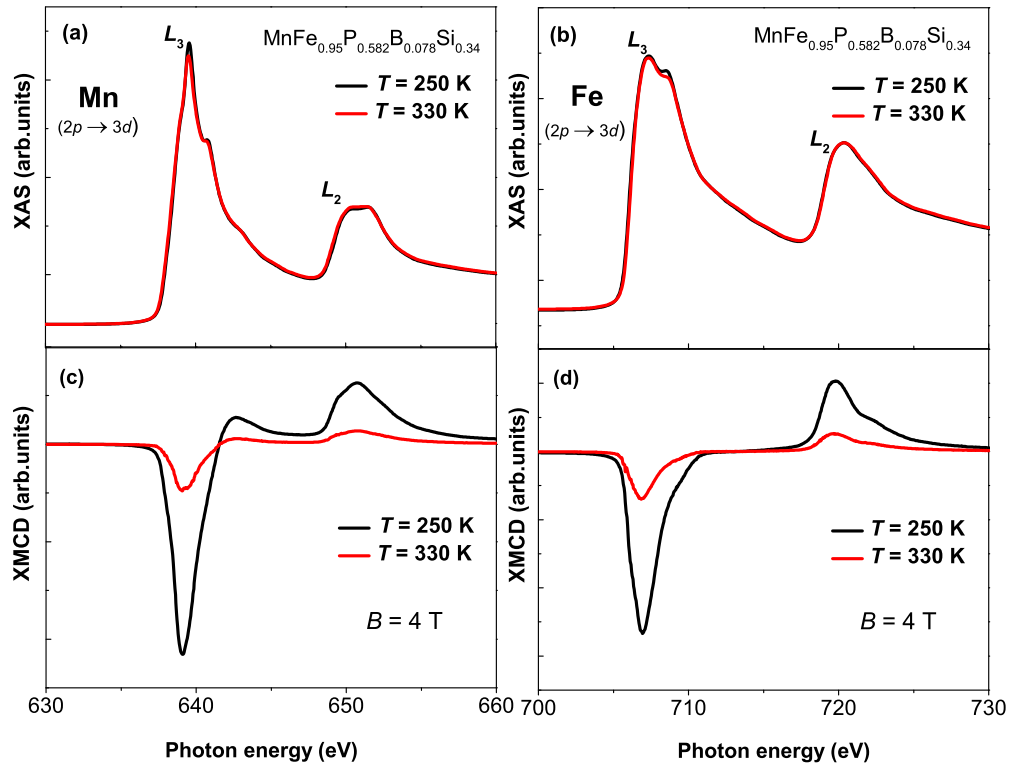 (a)
L3
MnFe0.95P0.582B0.078Si0.34
T = 250 K
T = 330 K
Mn
(2p → 3d)
L2
XAS (arb.units)
(b)
L3
MnFe0.95P0.582B0.078Si0.34
T = 250 K
T = 330 K
Fe
(2p → 3d)
L2
XAS (arb.units)
(c)
XMCD (arb.units)
T = 250 K
T = 330 K
B = 4 T
630 640 650 660
Photon energy (eV)
(d)
XMCD (arb.units)
T = 250 K
T = 330 K
B = 4 T
700 710 720 730
Photon energy (eV)